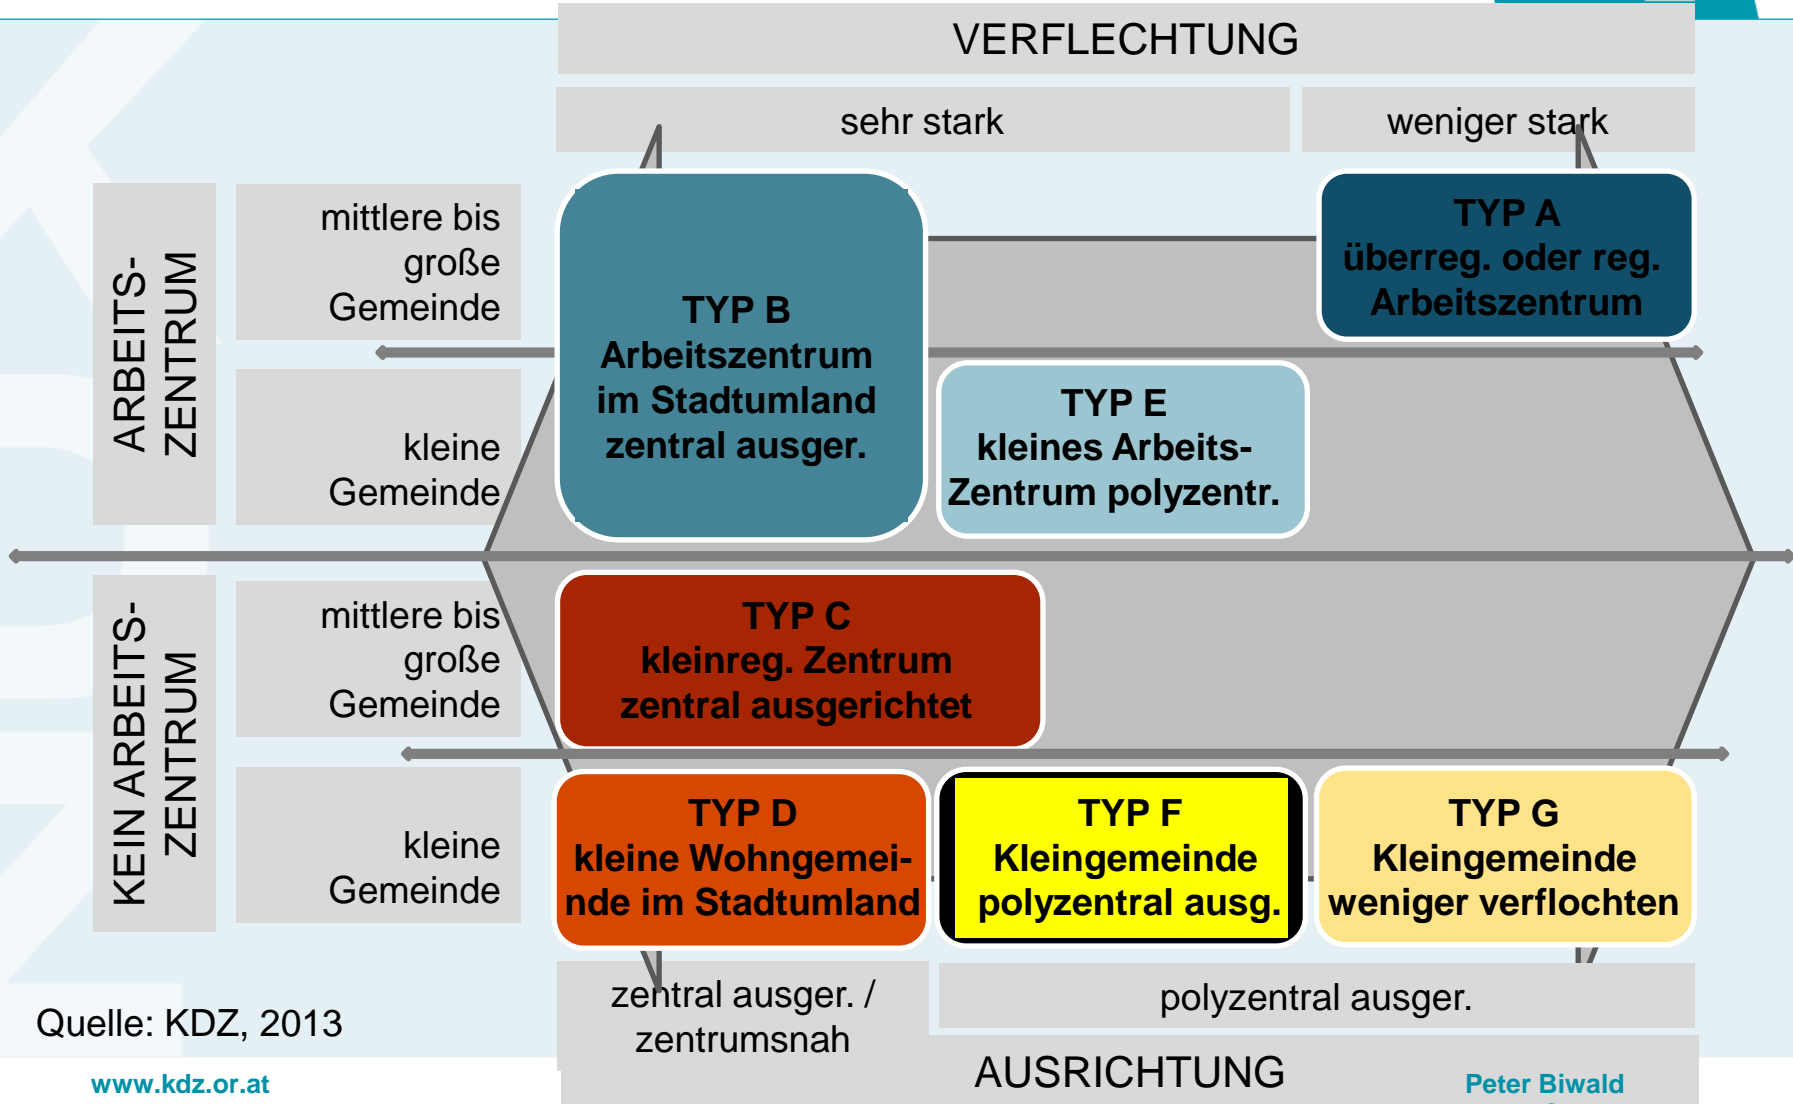 VERFLECHTUNG
sehr stark
weniger stark
ARBEITS-
ZENTRUM
mittlere bis
große
Gemeinde
kleine
Gemeinde
TYP B
Arbeitszentrum
im Stadtumland
zentral ausger.
TYP A
überreg. oder reg.
Arbeitszentrum
TYP E
kleines Arbeits-
Zentrum polyzentr.
KEIN ARBEITS-
ZENTRUM
mittlere bis
große
Gemeinde
kleine
Gemeinde
TYP C
kleinreg. Zentrum
zentral ausgerichtet
TYP D
kleine Wohngemei-
nde im Stadtumland
TYP F
Kleingemeinde
polyzentral ausg.
TYP G
Kleingemeinde
weniger verflochten
zentral ausger. /
zentrumsnah
polyzentral ausger.
AUSRICHTUNG
Quelle: KDZ, 2013
www.kdz.or.at
Peter Biwald